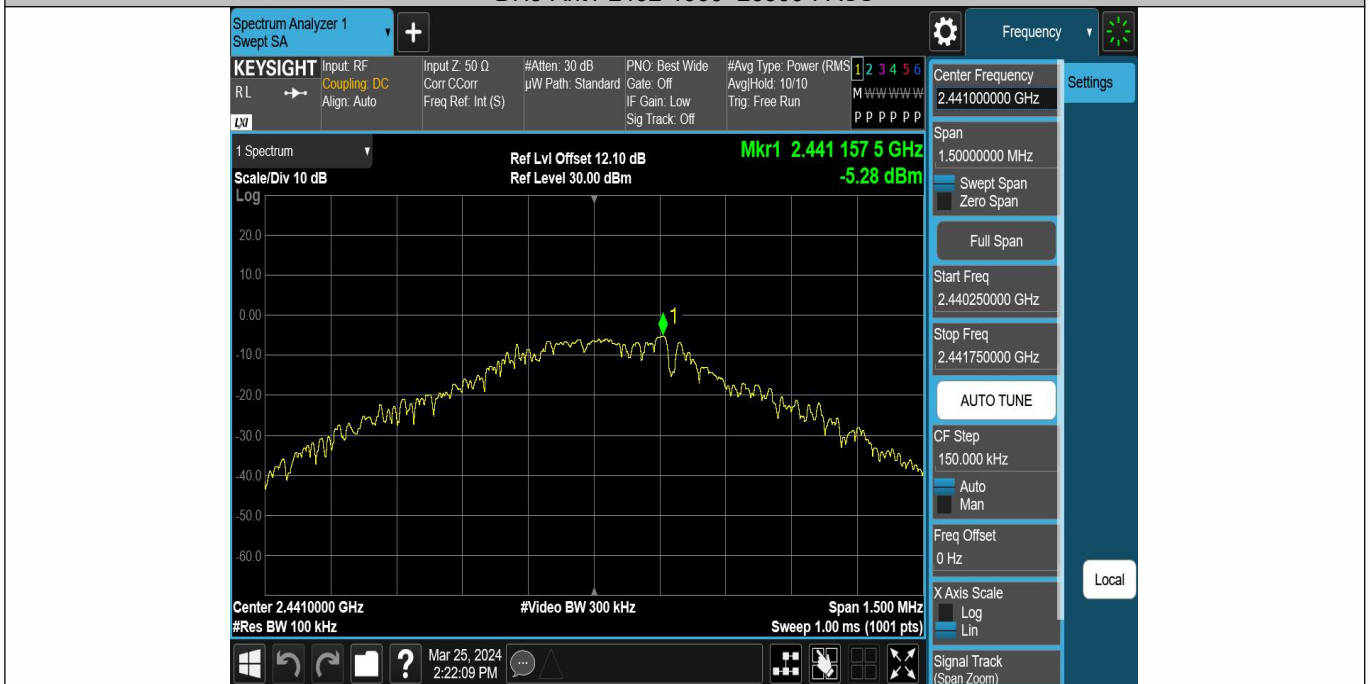 Spectrum Analyzer 1
Swept SA
Frequency
KEYSIGHT
RL
LXI
Input: RF
Coupling: DC
Align: Auto
Input Z: 50 Ω
Corr CCorr
Freq Ref: Int (S)
#Atten: 30 dB
µW Path: Standard
PNO: Best Wide
Gate: Off
IF Gain: Low
Sig Track: Off
#Avg Type: Power (RMS
Avg|Hold: 10/10
Trig: Free Run
1 2 3 4 5 6
M W W W W W
P P P P P P
1 Spectrum
Scale/Div 10 dB
Log
Ref Lvl Offset 12.10 dB
Ref Level 30.00 dBm
Mkr1 2.441 157 5 GHz
-5.28 dBm
20.0
10.0
0.00
-10.0
-20.0
-30.0
-40.0
-50.0
-60.0
1
Center 2.4410000 GHz
#Res BW 100 kHz
#Video BW 300 kHz
Span 1.500 MHz
Sweep 1.00 ms (1001 pts)
Center Frequency
2.441000000 GHz
Settings
Span
1.50000000 MHz
Swept Span
Zero Span
Full Span
Start Freq
2.440250000 GHz
Stop Freq
2.441750000 GHz
AUTO TUNE
CF Step
150.000 kHz
Auto
Man
Freq Offset
0 Hz
X Axis Scale
Log
Lin
Local
Signal Track
(Span Zoom)
?
Mar 25, 2024
2:22:09 PM